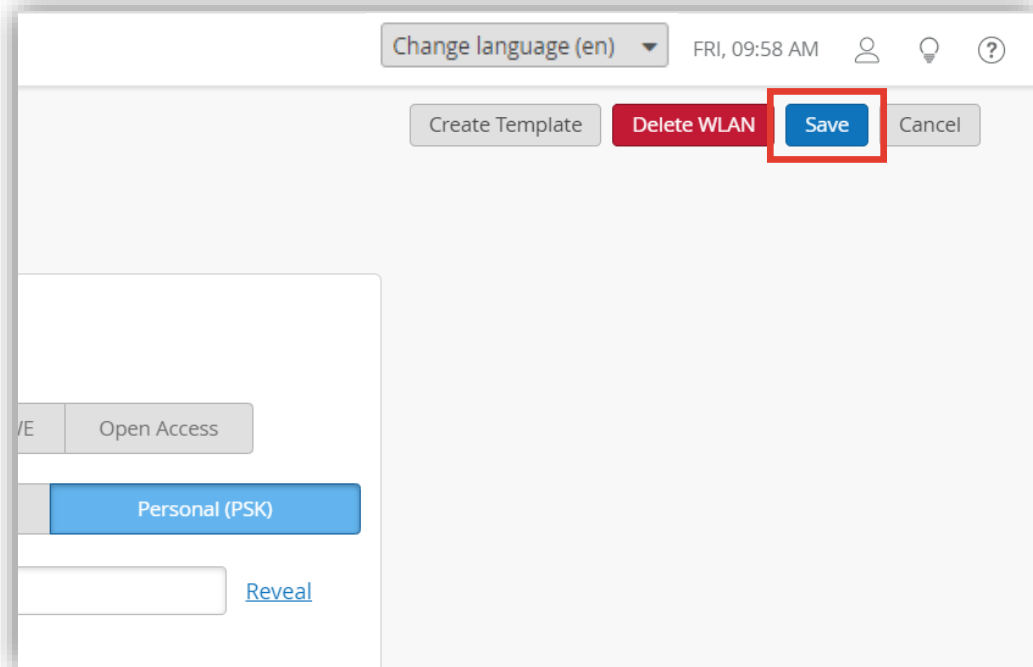 Change language (en) FRI, 09:58 AM ?
Create Template Delete WLAN Save Cancel
Open Access
Personal (PSK)
Reveal